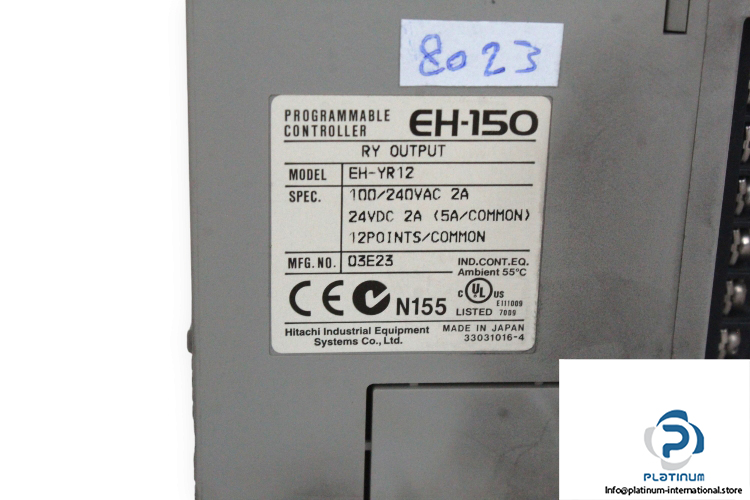 8023
PROGRAMMABLE
CONTROLLER EH-150
RY OUTPUT
MODEL EH-YR12
SPEC. 100/240VAC 2A
24VDC 2A (5A/COMMON)
12POINTS/COMMON
MFG.NO. 03E23
IND.CONT.EQ.
Ambient 55°C
CE N155
C UL US
E111009
LISTED 7009
Hitachi Industrial Equipment
Systems Co., Ltd.
MADE IN JAPAN
33031016-4
PLATINUM
Info@platinum-international.store